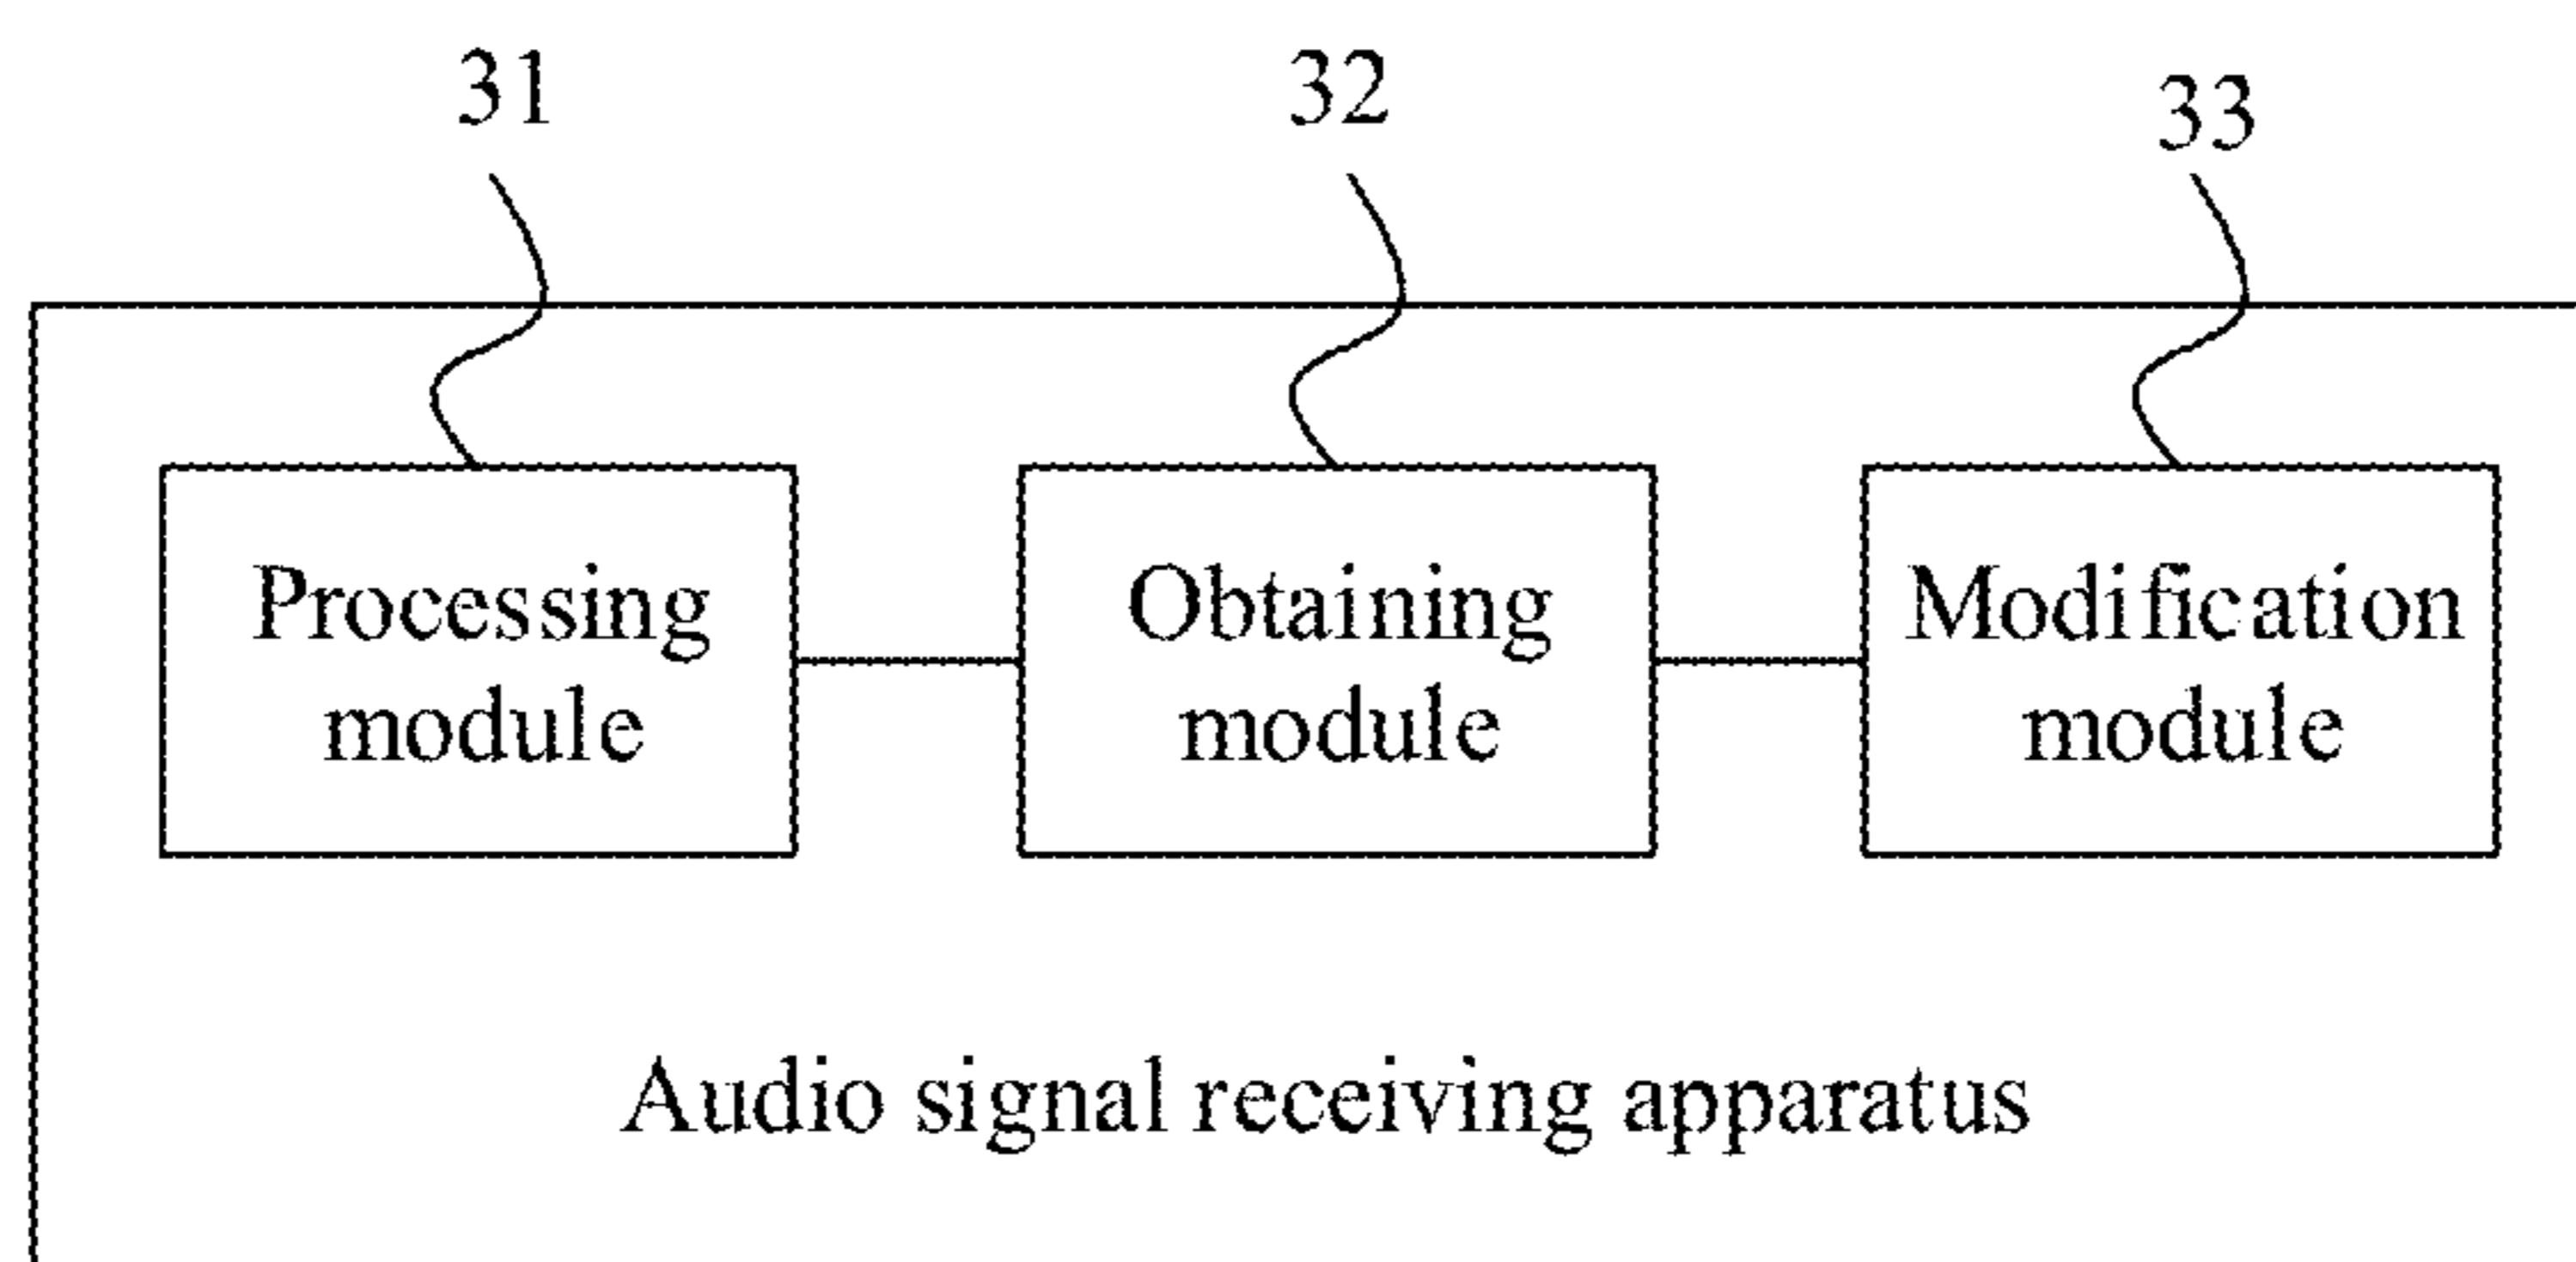 31
32
33
Processing
module
Obtaining
module
Modification
module
Audio signal receiving apparatus